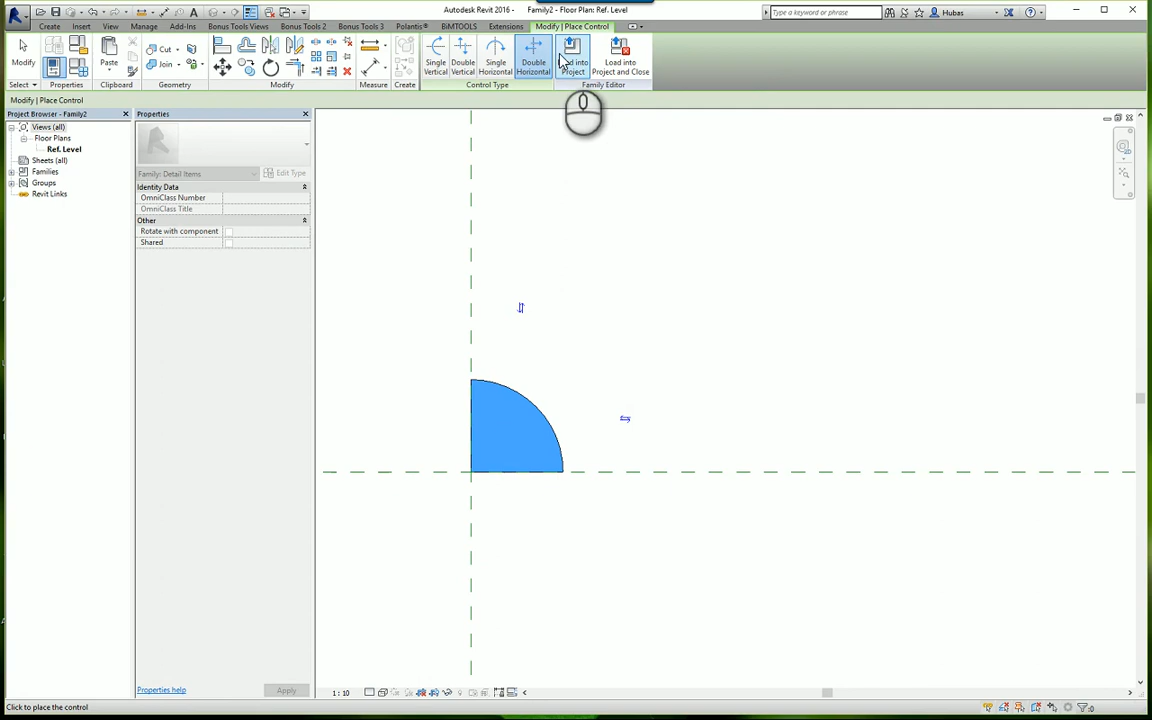 Autodesk Revit 2016 - Family2 - Floor Plan: Ref. Level
Type a keyword or phrase
Hubas
Create Insert View Manage Add-Ins Bonus Tools Views Bonus Tools 2 Bonus Tools 3 Polantis® BiMTOOLS Extensions Modify | Place Control
Modify
Paste
Cut
Join
Single Vertical
Double Vertical
Single Horizontal
Double Horizontal
Load into Project
Load into Project and Close
Select Properties Clipboard Geometry Modify Measure Create Control Type Family Editor
Modify | Place Control
Project Browser - Family2
Views (all)
Floor Plans
Ref. Level
Sheets (all)
Families
Groups
Revit Links
Properties
Family: Detail Items
Edit Type
Identity Data
OmniClass Number
OmniClass Title
Other
Rotate with component
Shared
Properties help
Apply
1 : 10
Click to place the control
:0